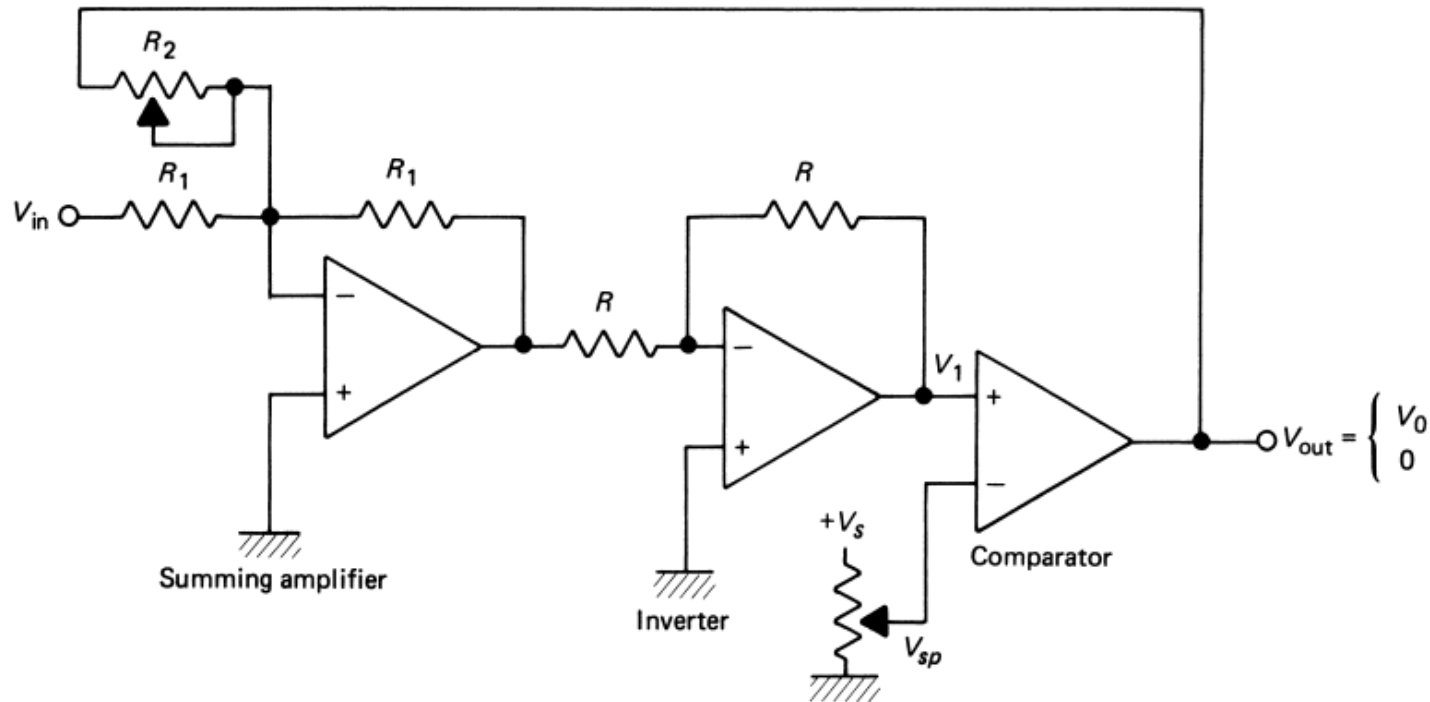 R2
R1
R1
R
Vin
−
+
R
−
+
V1
+
−
Vout = { V0
0
+Vs
Vsp
Summing amplifier
Inverter
Comparator